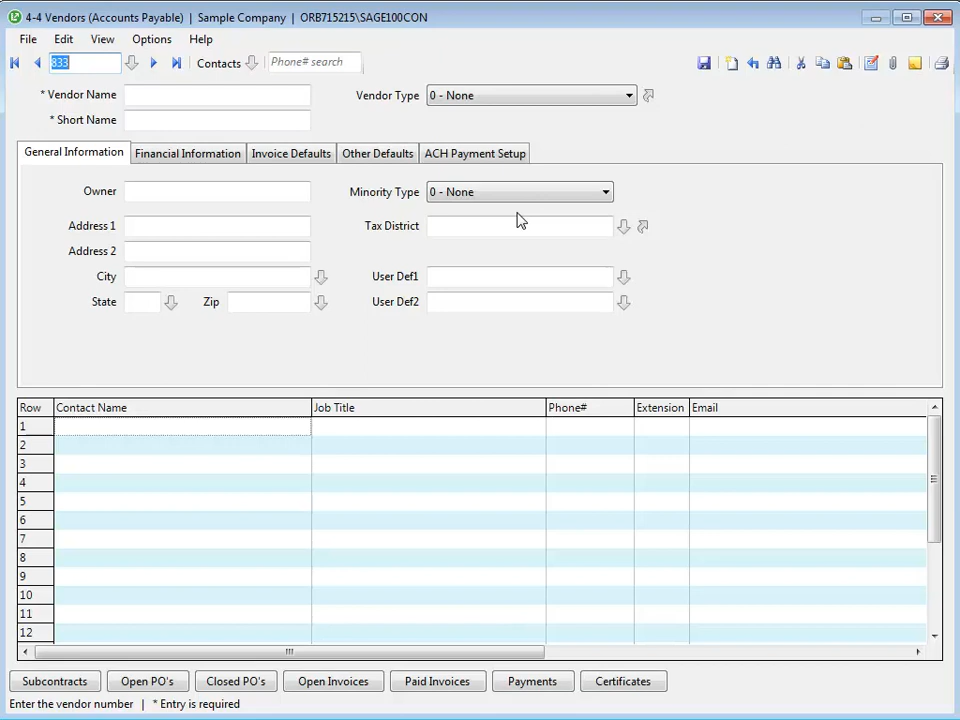 4-4 Vendors (Accounts Payable) | Sample Company | ORB715215\SAGE100CON
File Edit View Options Help
833 Contacts Phone# search
* Vendor Name Vendor Type 0 - None
* Short Name
General Information Financial Information Invoice Defaults Other Defaults ACH Payment Setup
Owner Minority Type 0 - None
Address 1 Tax District
Address 2
City User Def1
State Zip User Def2
Row Contact Name Job Title Phone# Extension Email
1
2
3
4
5
6
7
8
9
10
11
12
Subcontracts Open PO's Closed PO's Open Invoices Paid Invoices Payments Certificates
Enter the vendor number | * Entry is required